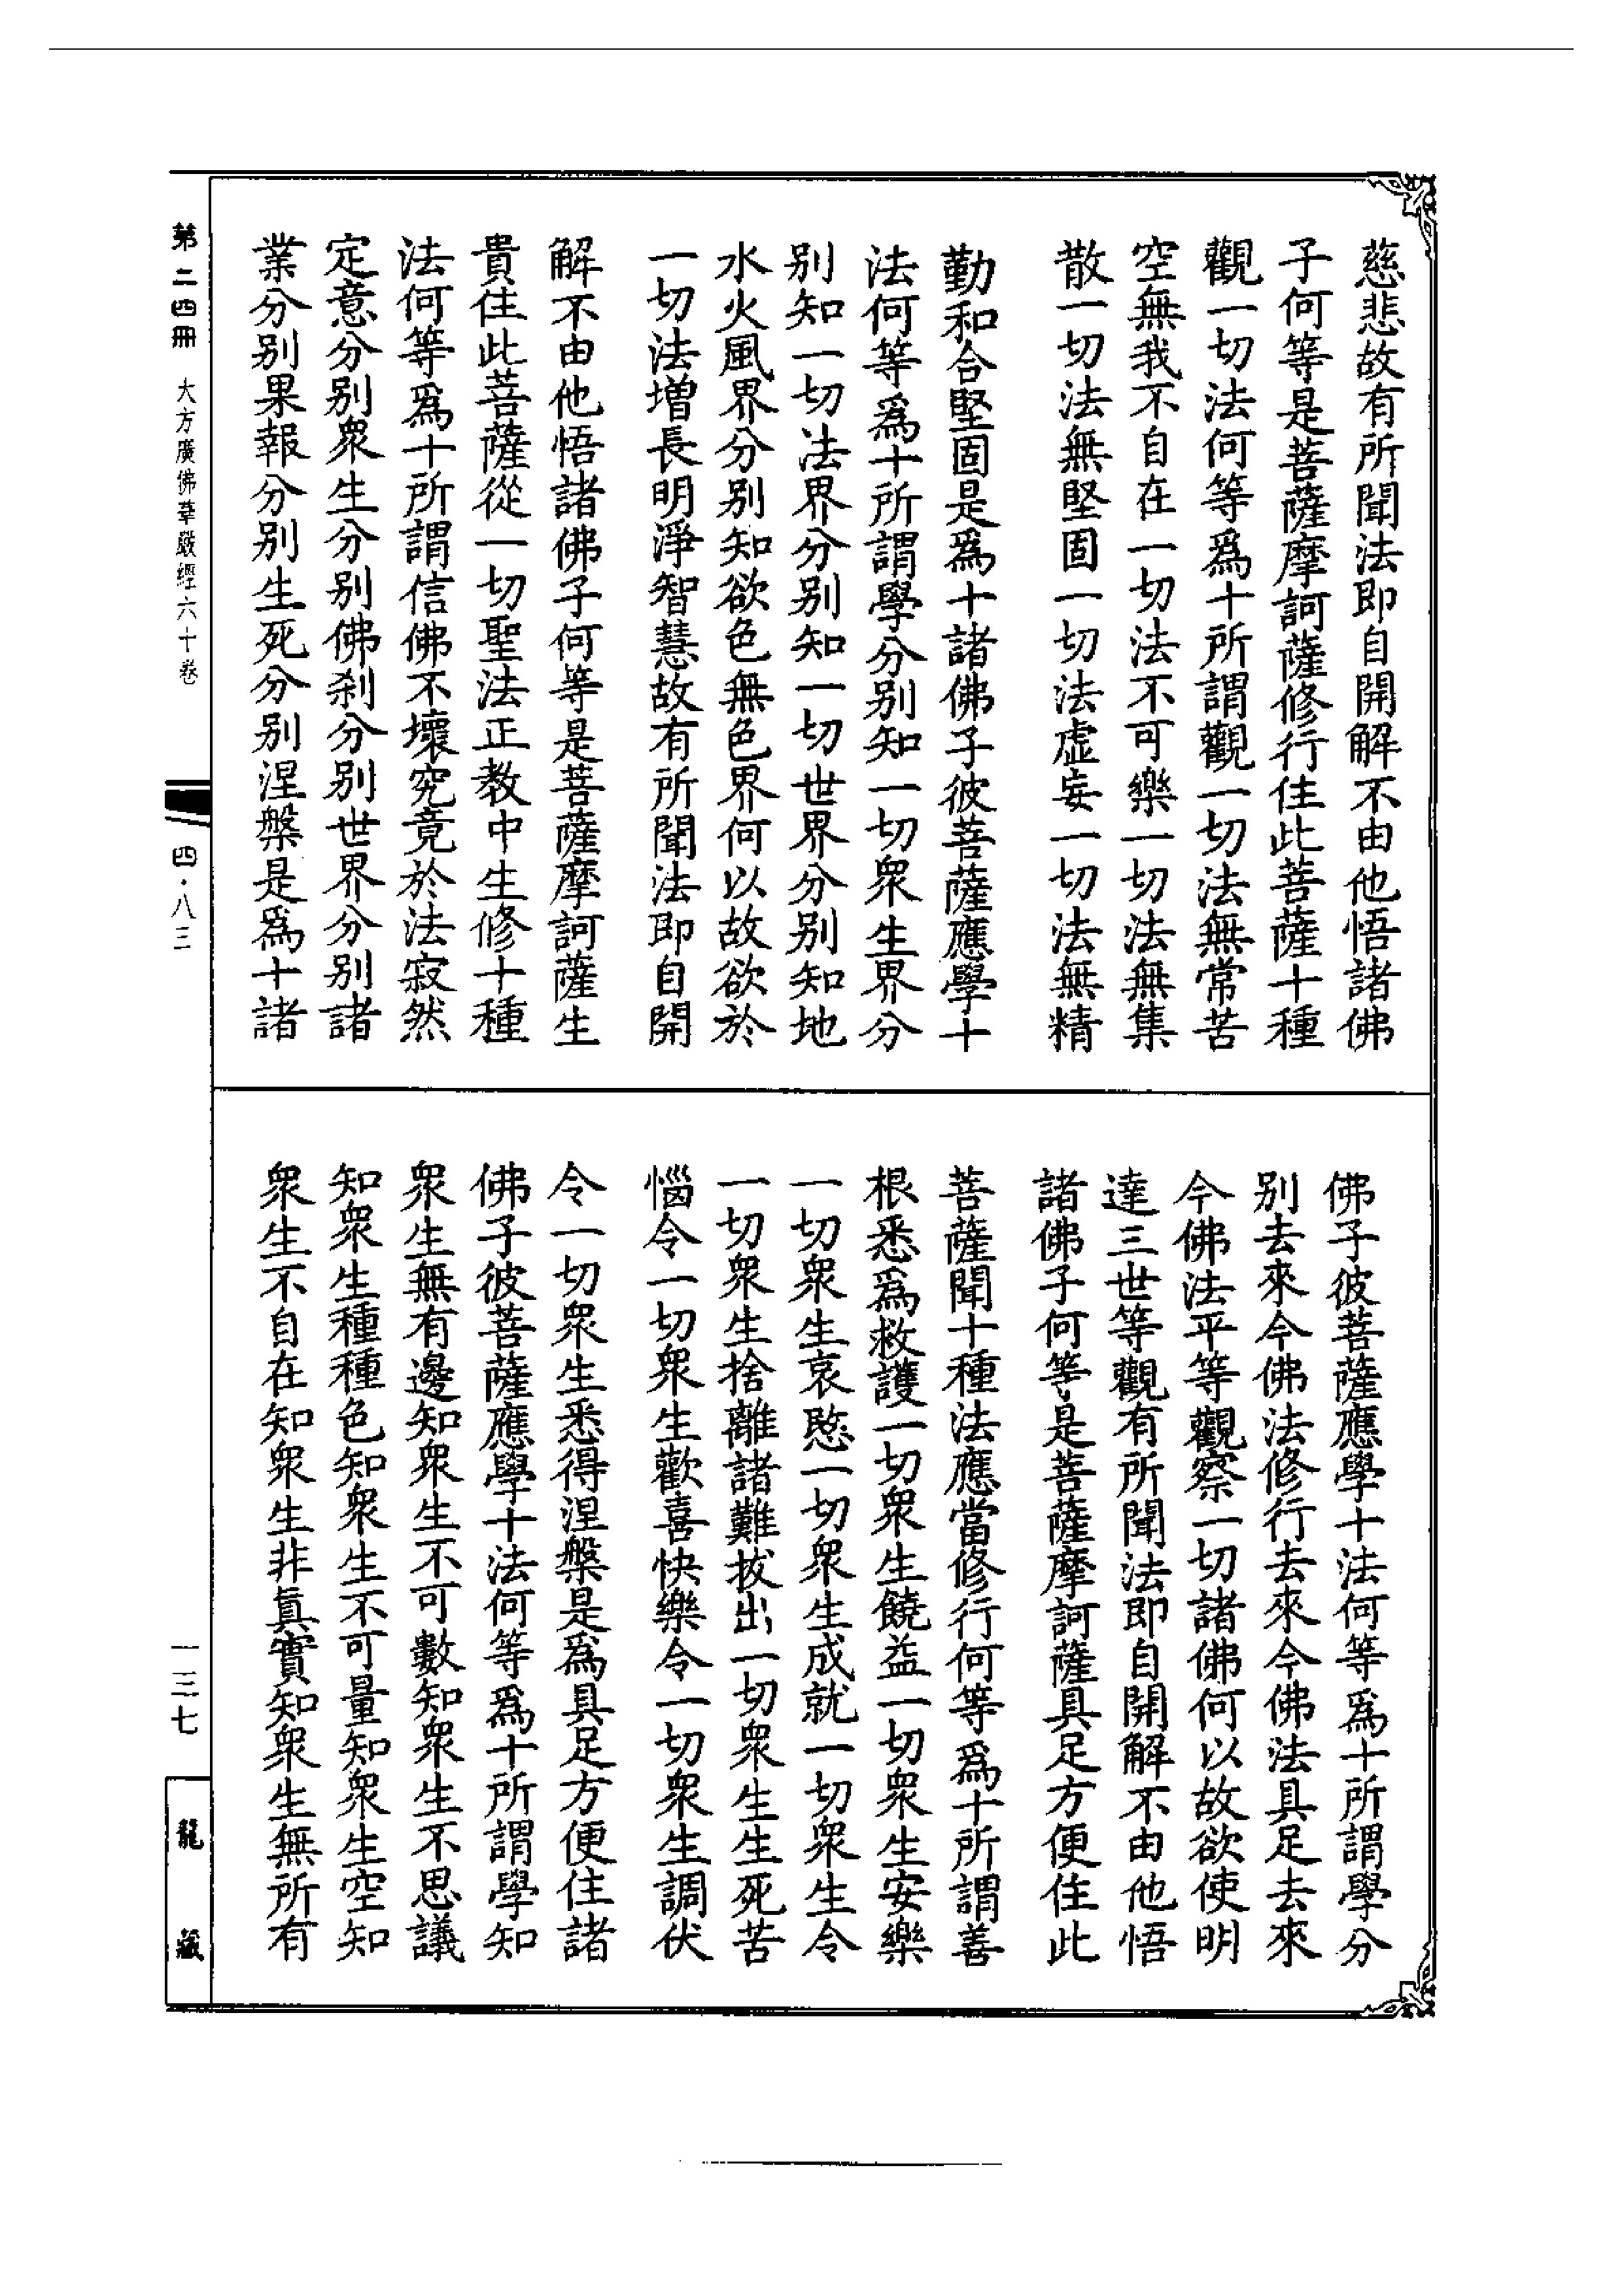 慈悲故有所聞法即自開解不由他悟諸佛
子何等是菩薩摩訶薩修行住此菩薩十種
觀一切法何等爲十所謂觀一切法無常苦
空無我不自在一切法不可樂一切法無集
散一切法無堅固一切法虛妄一切法無精
勤和合堅固是爲十諸佛子彼菩薩應學十
法何等爲十所謂學分别知一切衆生界分
别知一切法界分别知一切世界分别知地
水火風界分别知欲色無色界何以故欲於
一切法增長明淨智慧故有所聞法即自開
解不由他悟諸佛子何等是菩薩摩訶薩生
貴住此菩薩從一切聖法正教中生修十種
法何等爲十所謂信佛不壞究竟於法寂然
定意分别衆生分别佛刹分别世界分别諸
業分别果報分别生死分别涅槃是爲十諸
佛子彼菩薩應學十法何等爲十所謂學分
别去來今佛法修行去來今佛法具足去來
今佛法平等觀察一切諸佛何以故欲使明
達三世等觀有所聞法即自開解不由他悟
諸佛子何等是菩薩摩訶薩具足方便住此
菩薩聞十種法應當修行何等爲十所謂善
根悉爲救護一切衆生饒益一切衆生安樂
一切衆生哀愍一切衆生成就一切衆生令
一切衆生捨離諸難拔出一切衆生生死苦
惱令一切衆生歡喜快樂令一切衆生調伏
令一切衆生悉得涅槃是爲具足方便住諸
佛子彼菩薩應學十法何等爲十所謂學知
衆生無有邊知衆生不可數知衆生不思議
知衆生種種色知衆生不可量知衆生空知
衆生不自在知衆生非真實知衆生無所有
第二四冊 大方廣佛華嚴經六十卷 四·八三
一三七
龍藏